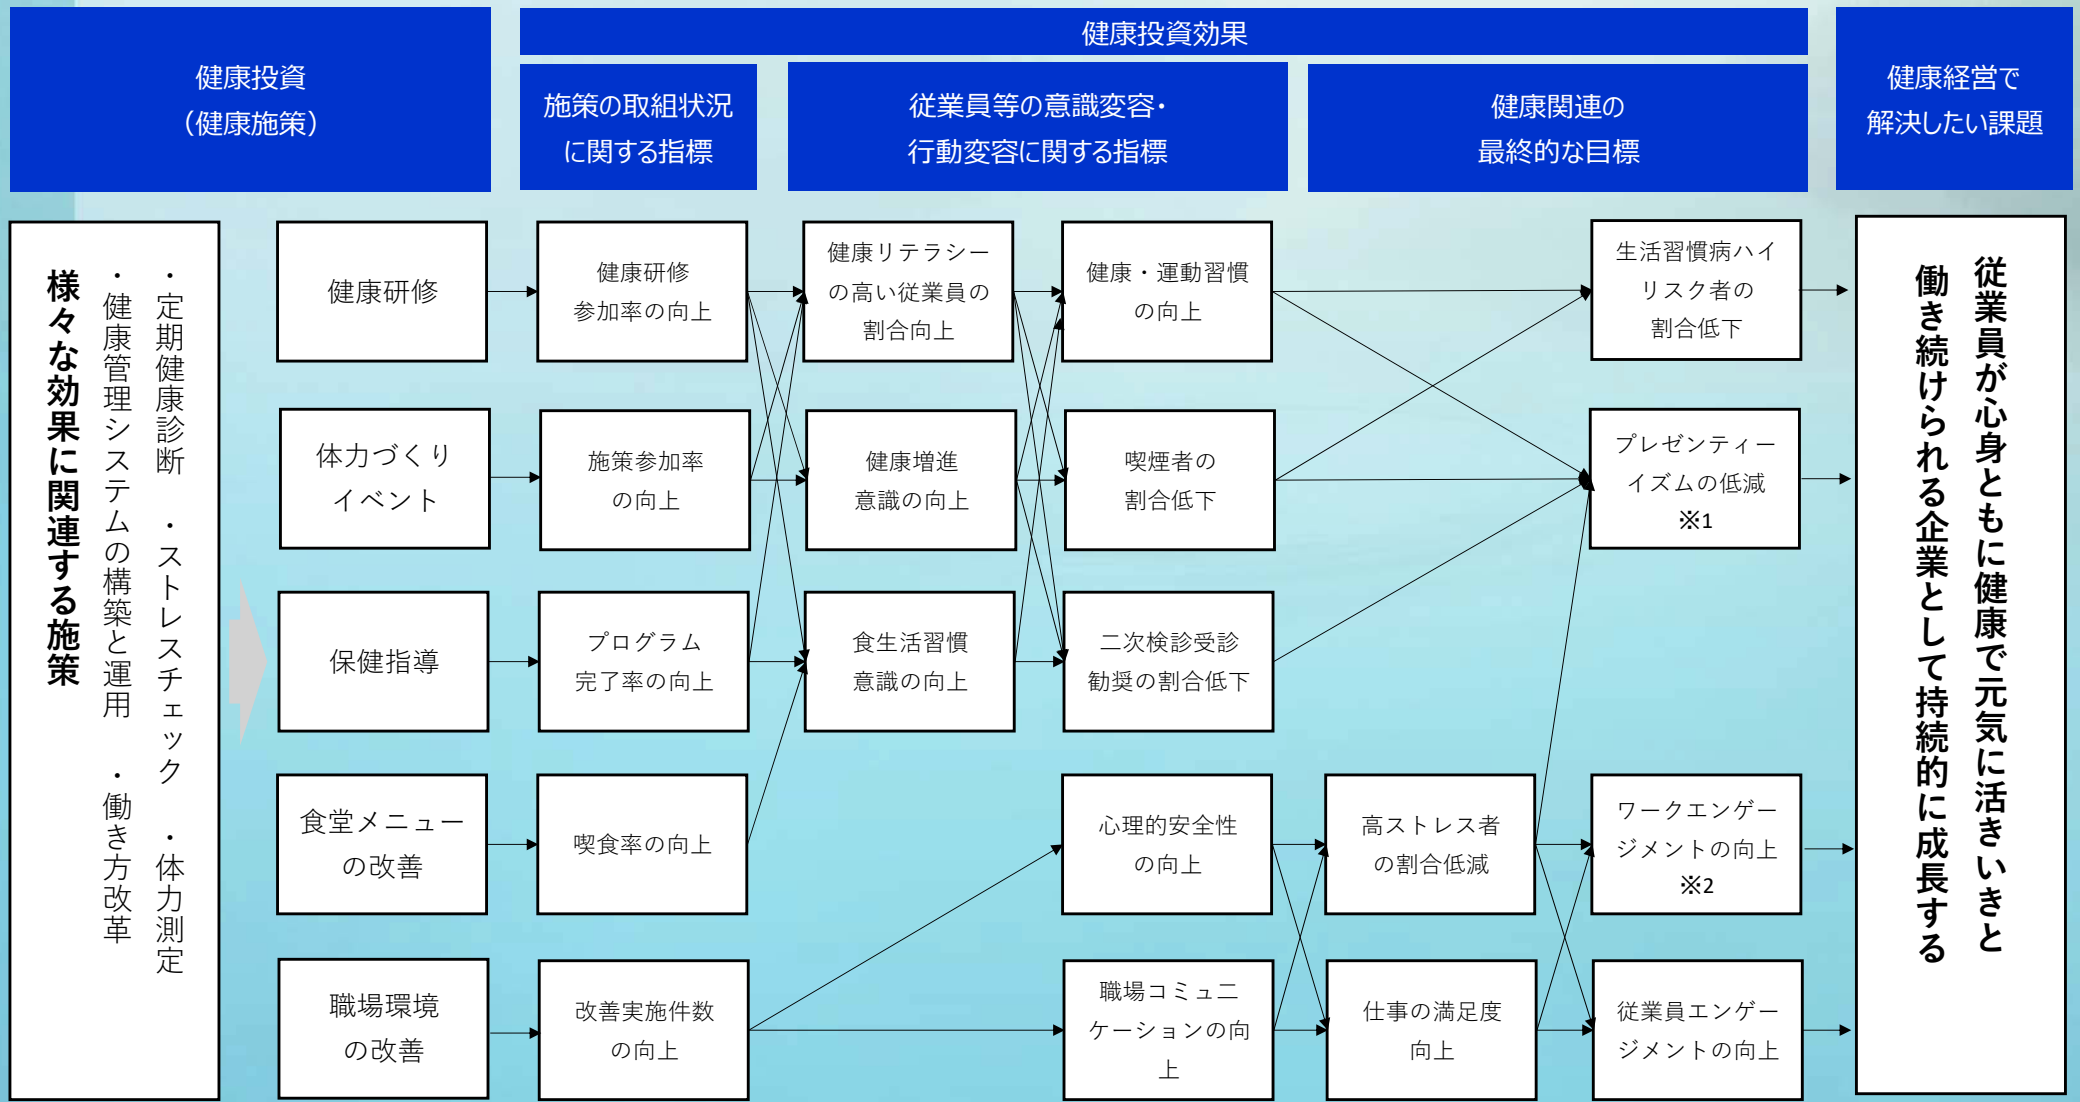 健康投資
（健康施策）
健康投資効果
施策の取組状況
に関する指標
従業員等の意識変容・
行動変容に関する指標
健康関連の
最終的な目標
健康経営で
解決したい課題
様々な効果に関連する施策
・定期健康診断　・ストレスチェック　・体力測定
・健康管理システムの構築と運用　・働き方改革
健康研修
体力づくり
イベント
保健指導
食堂メニュー
の改善
職場環境
の改善
健康研修
参加率の向上
施策参加率
の向上
プログラム
完了率の向上
喫食率の向上
改善実施件数
の向上
健康リテラシー
の高い従業員の
割合向上
健康増進
意識の向上
食生活習慣
意識の向上
健康・運動習慣
の向上
喫煙者の
割合低下
二次検診受診
勧奨の割合低下
心理的安全性
の向上
職場コミュニ
ケーションの向
上
高ストレス者
の割合低減
仕事の満足度
向上
生活習慣病ハイ
リスク者の
割合低下
プレゼンティー
イズムの低減
※1
ワークエンゲー
ジメントの向上
※2
従業員エンゲー
ジメントの向上
従業員が心身ともに健康で元気に活きいきと
働き続けられる企業として持続的に成長する